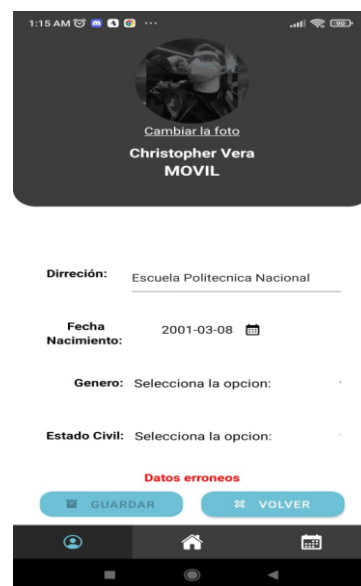 1:15 AM
90
Cambiar la foto
Christopher Vera
MOVIL
Dirreción:
Escuela Politecnica Nacional
Fecha
Nacimiento:
2001-03-08
Genero:
Selecciona la opcion:
Estado Civil:
Selecciona la opcion:
Datos erroneos
GUARDAR
VOLVER